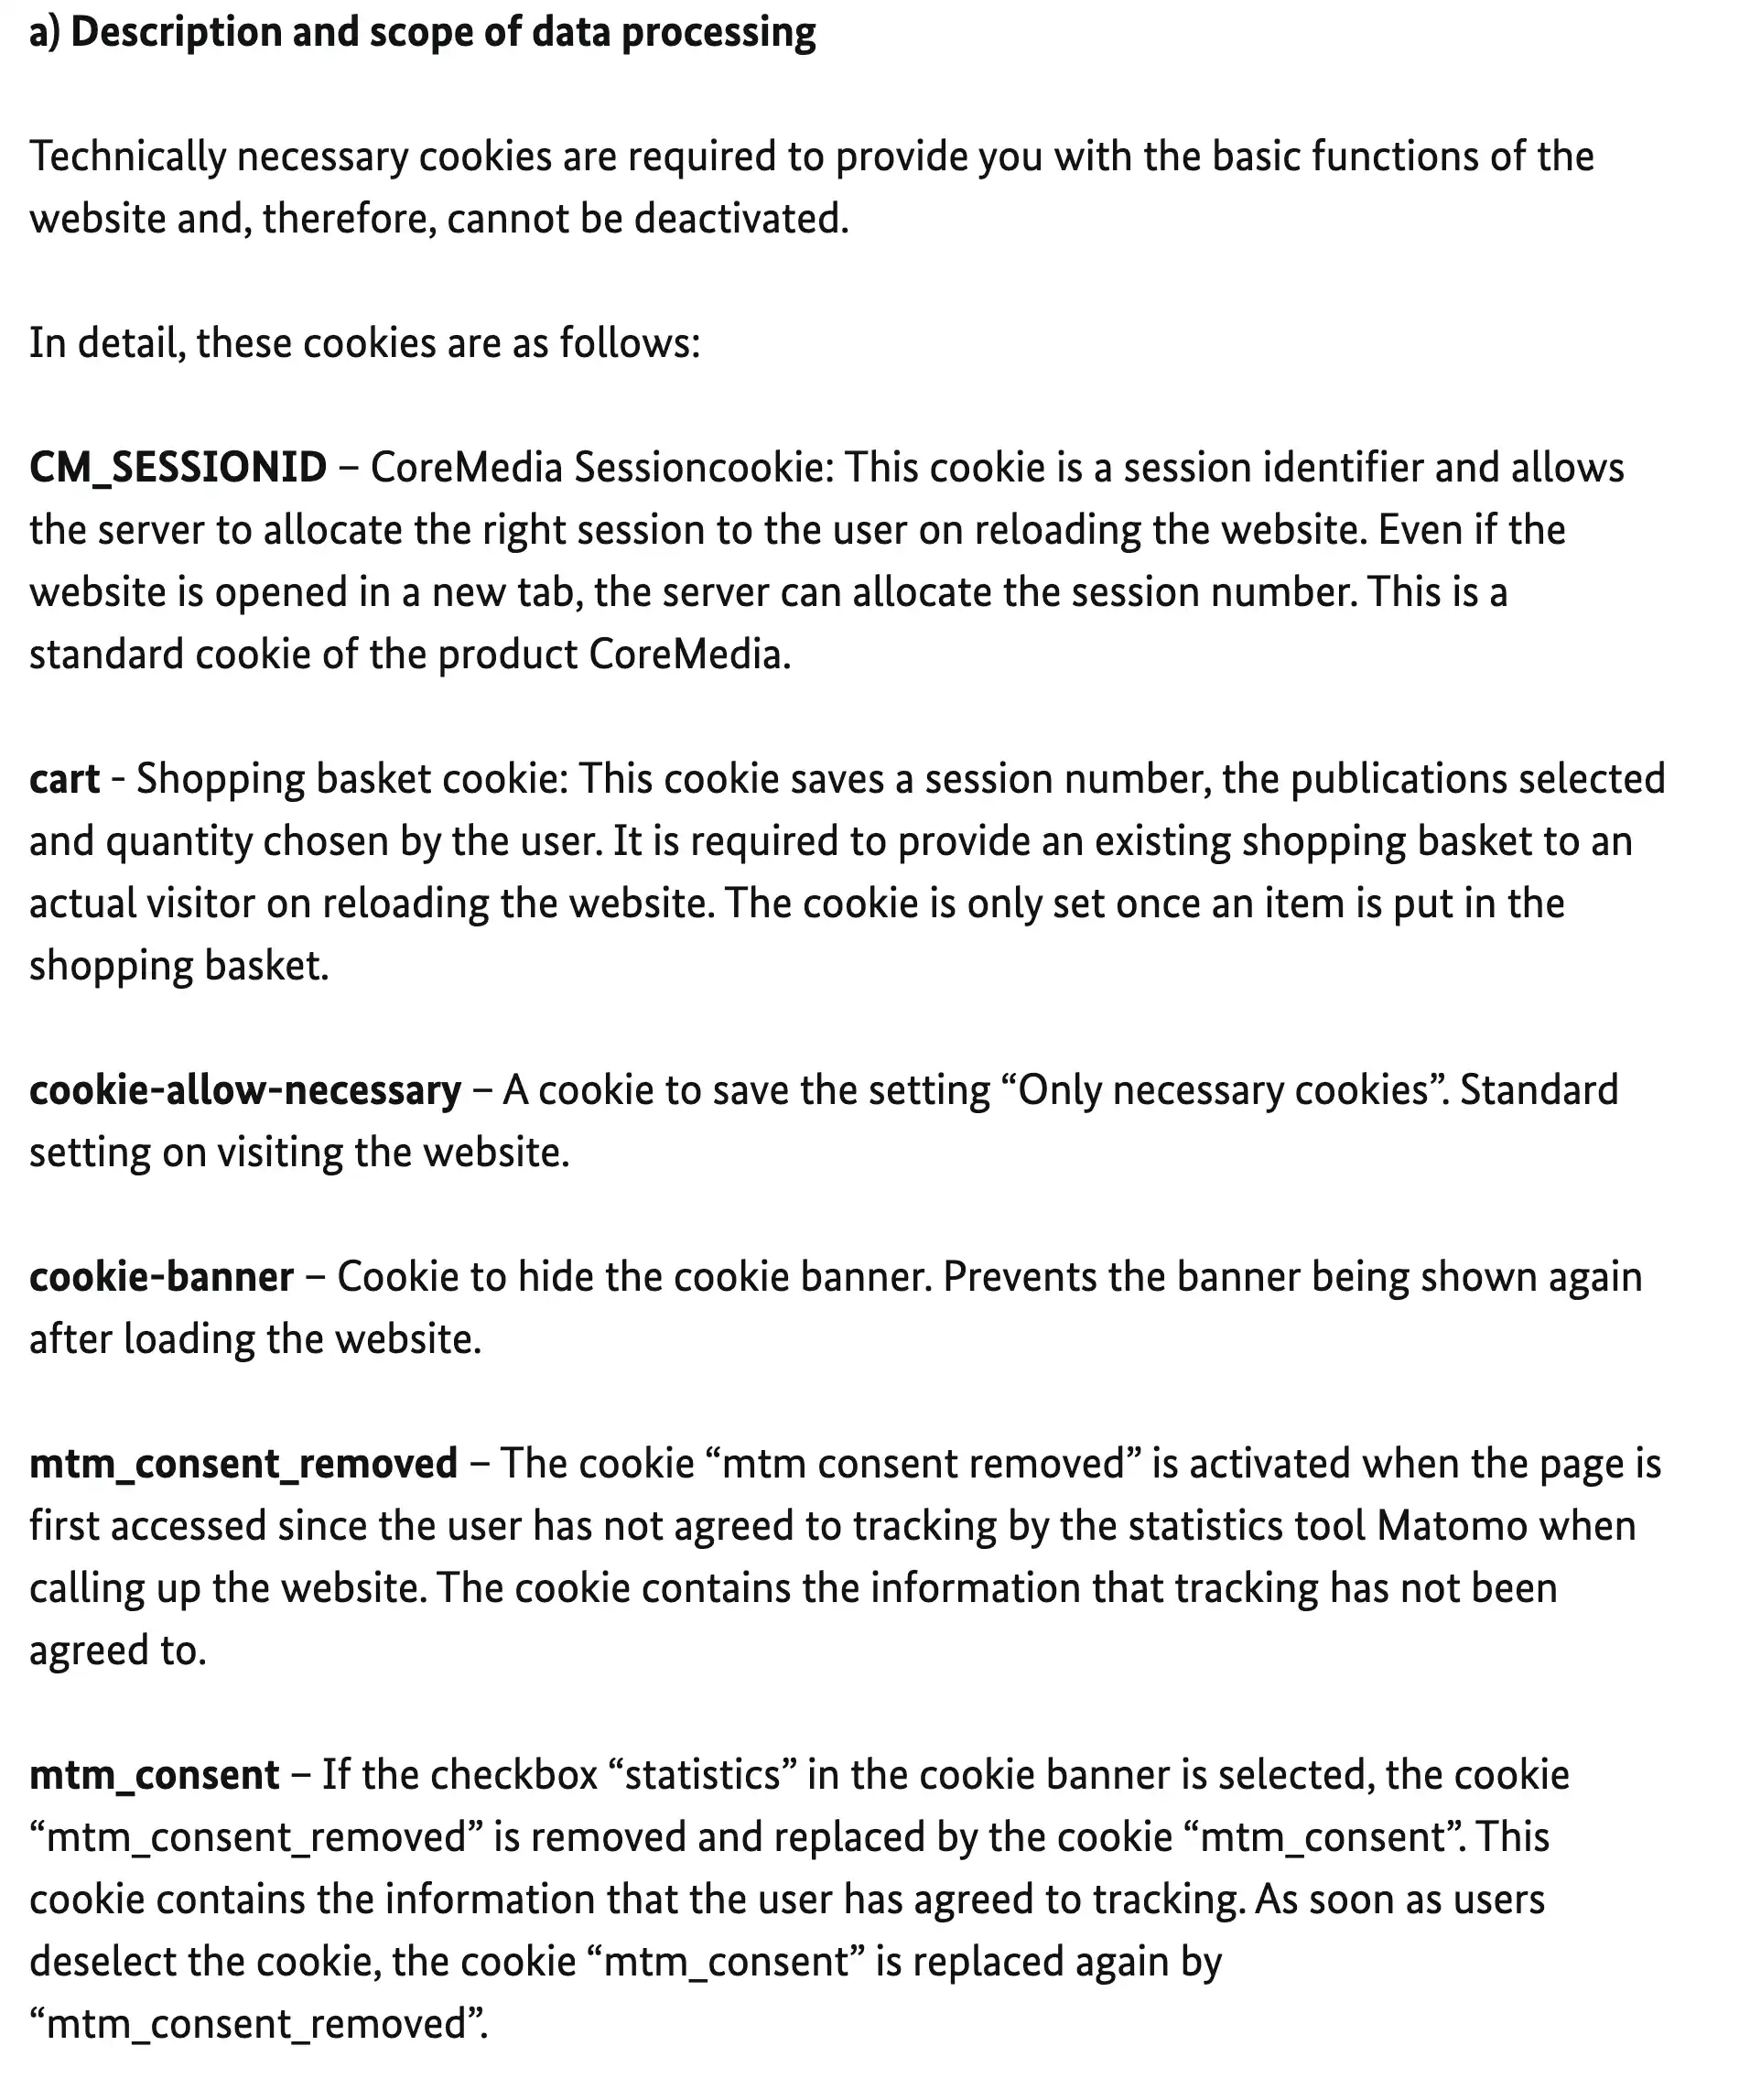 a) Description and scope of data processing
Technically necessary cookies are required to provide you with the basic functions of the
website and, therefore, cannot be deactivated.
In detail, these cookies are as follows:
CM_SESSIONID – CoreMedia Sessioncookie: This cookie is a session identifier and allows
the server to allocate the right session to the user on reloading the website. Even if the
website is opened in a new tab, the server can allocate the session number. This is a
standard cookie of the product CoreMedia.
cart - Shopping basket cookie: This cookie saves a session number, the publications selected
and quantity chosen by the user. It is required to provide an existing shopping basket to an
actual visitor on reloading the website. The cookie is only set once an item is put in the
shopping basket.
cookie-allow-necessary – A cookie to save the setting “Only necessary cookies”. Standard
setting on visiting the website.
cookie-banner – Cookie to hide the cookie banner. Prevents the banner being shown again
after loading the website.
mtm_consent_removed – The cookie “mtm consent removed” is activated when the page is
first accessed since the user has not agreed to tracking by the statistics tool Matomo when
calling up the website. The cookie contains the information that tracking has not been
agreed to.
mtm_consent – If the checkbox “statistics” in the cookie banner is selected, the cookie
“mtm_consent_removed” is removed and replaced by the cookie “mtm_consent”. This
cookie contains the information that the user has agreed to tracking. As soon as users
deselect the cookie, the cookie “mtm_consent” is replaced again by
“mtm_consent_removed”.